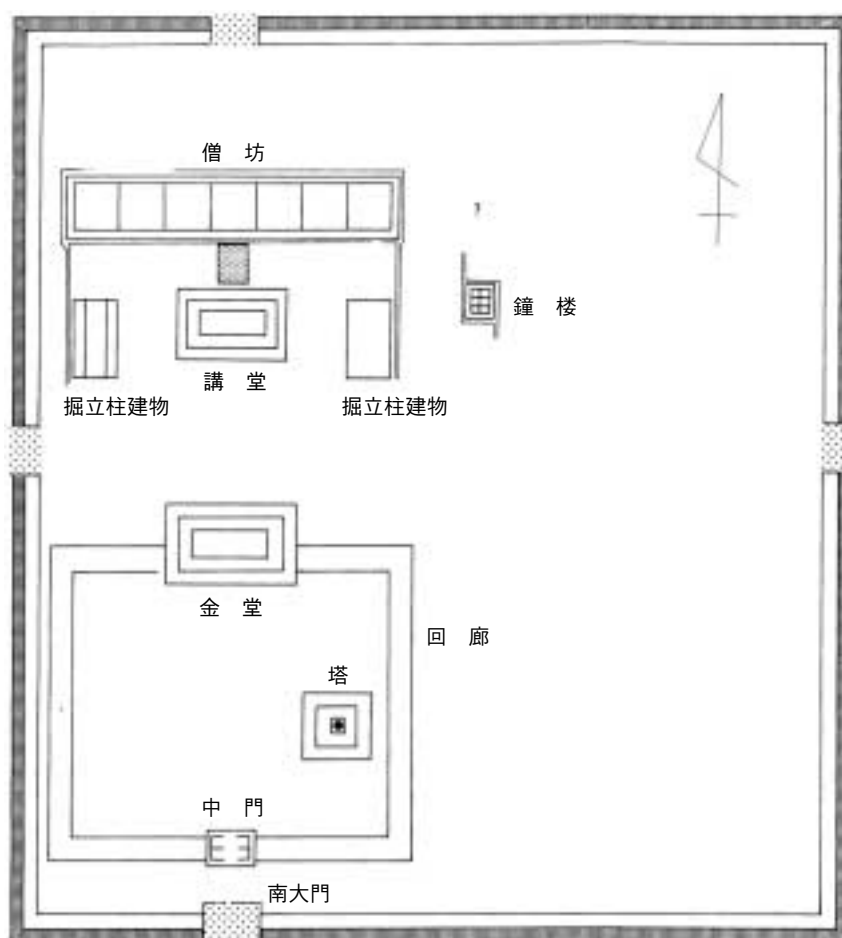 僧　坊
?
鐘　楼
講　堂
掘立柱建物
掘立柱建物
金　堂
回　廊
塔
中　門
南大門